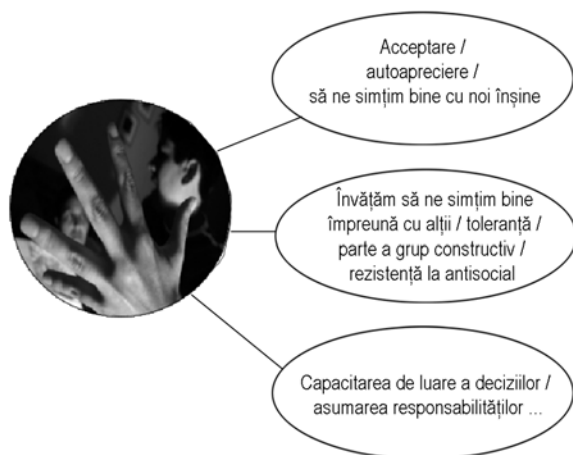 Acceptare /
autoapreciere /
să ne simțim bine cu noi înșine
Învățăm să ne simțim bine
împreună cu alții / toleranță /
parte a grup constructiv /
rezistență la antisocial
Capacitarea de luare a deciziilor /
asumarea responsabilităților ...